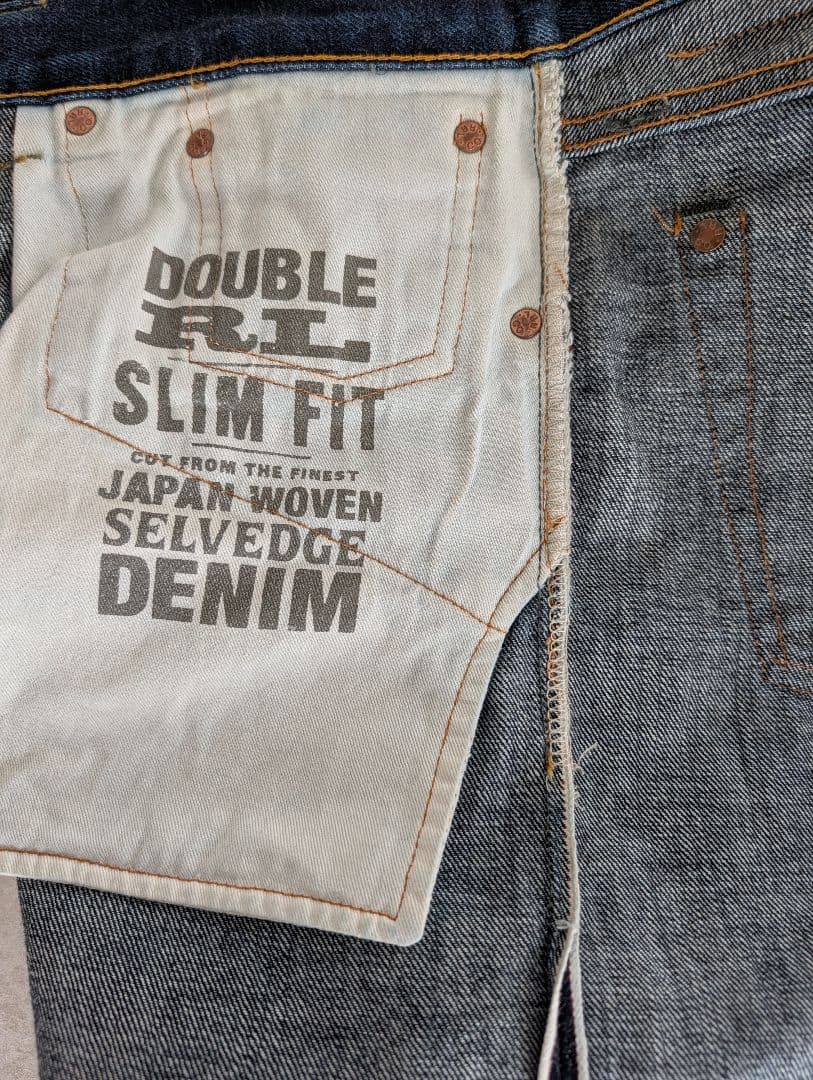 DOUBLE
RL
SLIM FIT
CUT FROM THE FINEST
JAPAN WOVEN
SELVEDGE
DENIM